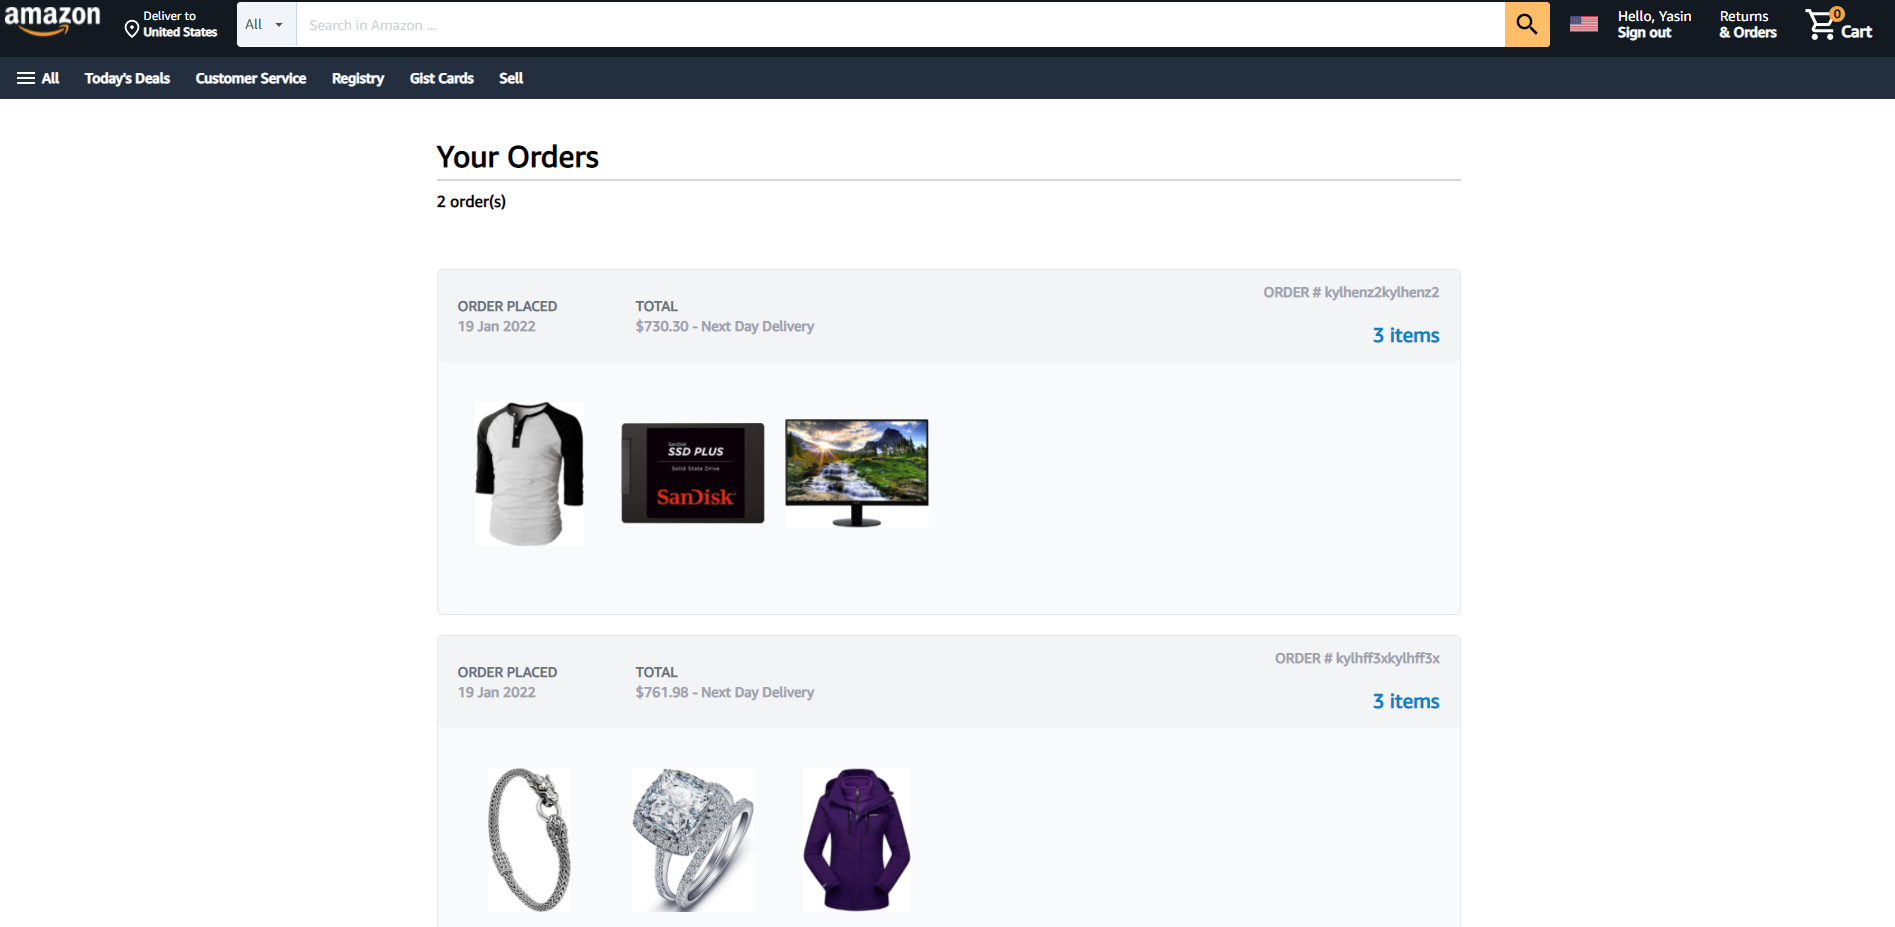 amazon
Deliver to
United States
All
Search in Amazon ...
Hello, Yasin
Sign out
Returns
& Orders
0
Cart
All
Today's Deals
Customer Service
Registry
Gist Cards
Sell
Your Orders
2 order(s)
ORDER PLACED
19 Jan 2022
TOTAL
$730.30 - Next Day Delivery
ORDER # kylhenz2kylhenz2
3 items
SanDisk
SSD PLUS
Solid State Drive
SanDisk
ORDER PLACED
19 Jan 2022
TOTAL
$761.98 - Next Day Delivery
ORDER # kylhff3xkylhff3x
3 items